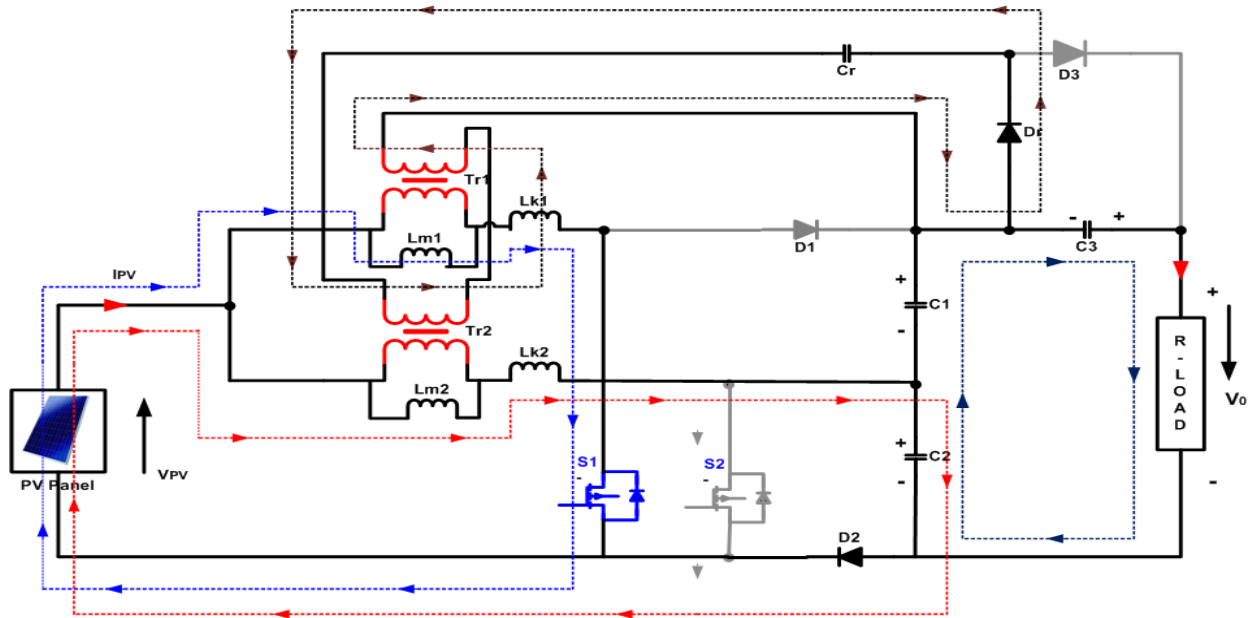 Cr
D3
Dr
Tr1
Lk1
Lm1
D1
- +
C3
IPV
+
C1
-
+
R-LOAD
V0
-
Tr2
Lk2
Lm2
VPV
PV Panel
S1
-
S2
-
+
C2
-
D2